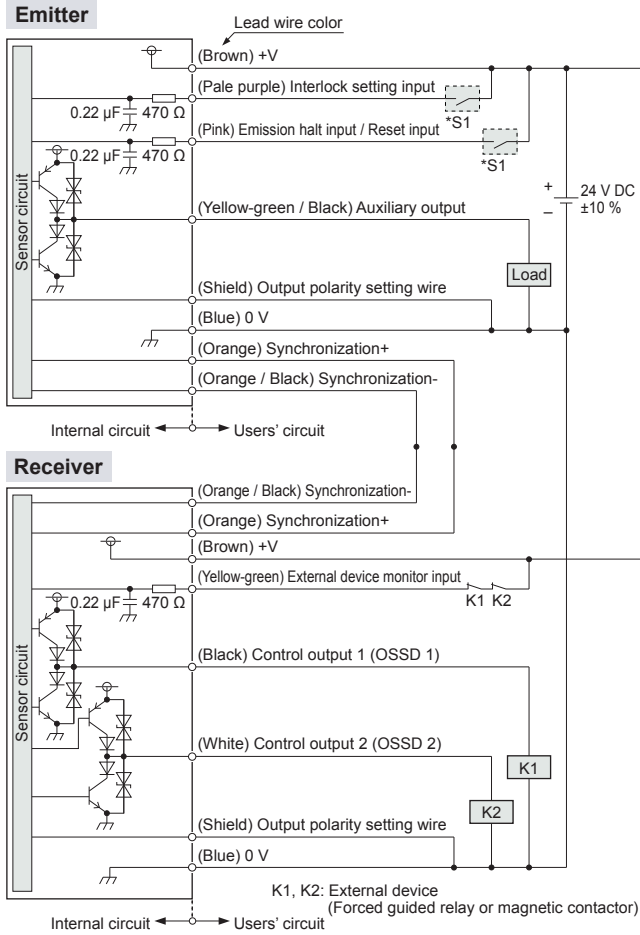 Emitter
Lead wire color
(Brown) +V
(Pale purple) Interlock setting input
0.22 µF 470 Ω
*S1
(Pink) Emission halt input / Reset input
0.22 µF 470 Ω
*S1
+
–
24 V DC
±10 %
Sensor circuit
(Yellow-green / Black) Auxiliary output
Load
(Shield) Output polarity setting wire
(Blue) 0 V
(Orange) Synchronization+
(Orange / Black) Synchronization-
Internal circuit Users' circuit
Receiver
(Orange / Black) Synchronization-
(Orange) Synchronization+
(Brown) +V
(Yellow-green) External device monitor input
0.22 µF 470 Ω
K1 K2
Sensor circuit
(Black) Control output 1 (OSSD 1)
(White) Control output 2 (OSSD 2)
K1
K2
(Shield) Output polarity setting wire
(Blue) 0 V
K1, K2: External device
(Forced guided relay or magnetic contactor)
Internal circuit Users' circuit